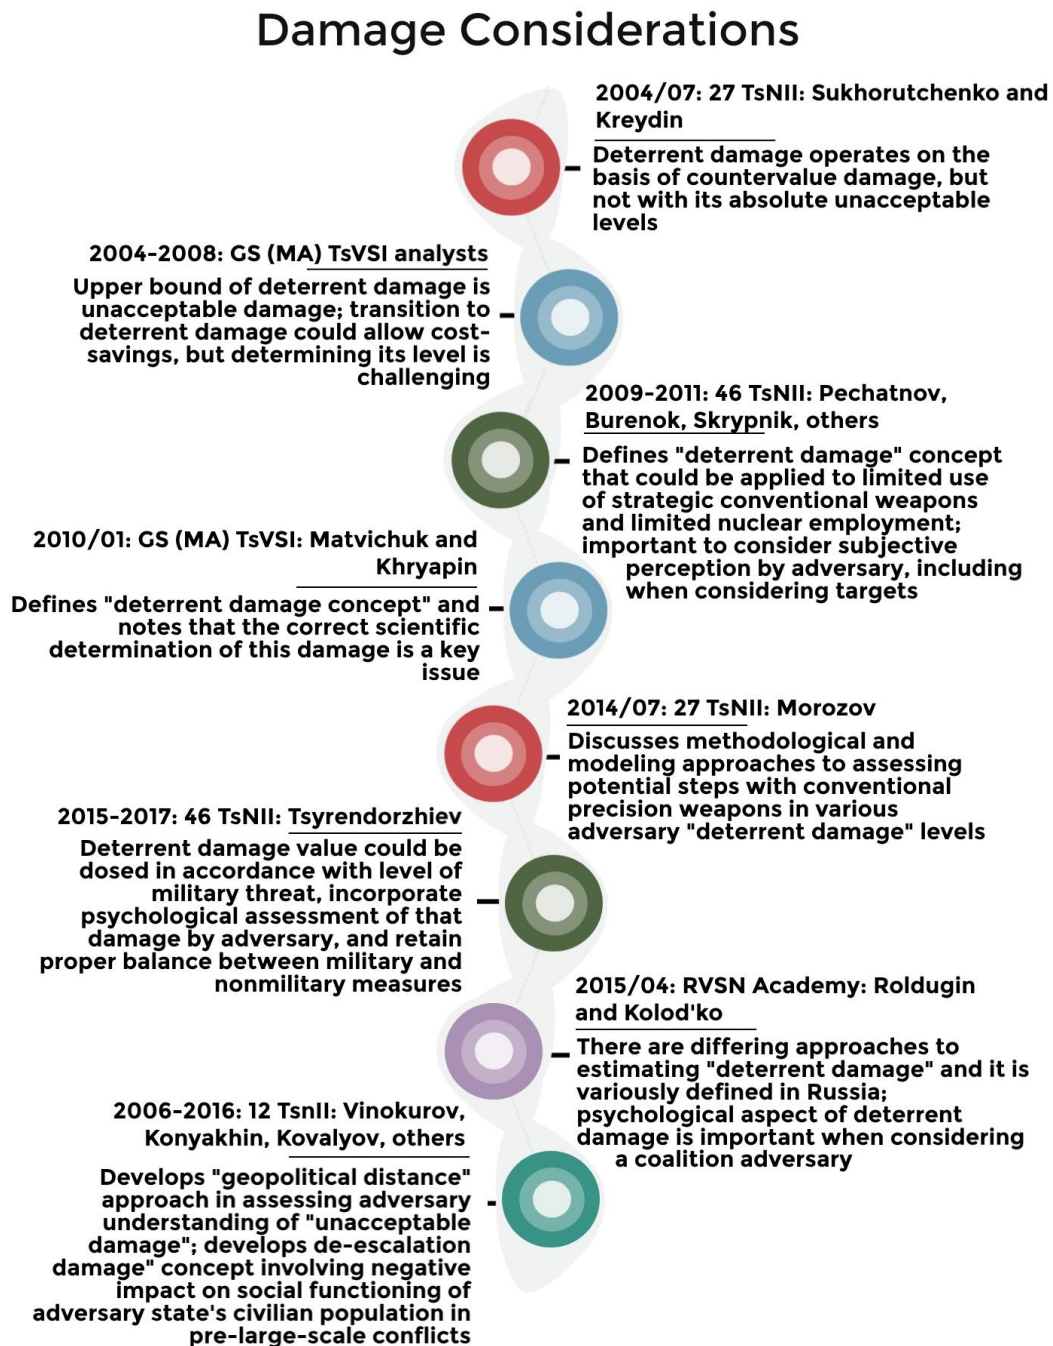 Damage Considerations
2004/07: 27 TsNII: Sukhorutchenko and
Kreydin
Deterrent damage operates on the
basis of countervalue damage, but
not with its absolute unacceptable
levels
2004-2008: GS (MA) TsVSI analysts
Upper bound of deterrent damage is
unacceptable damage; transition to
deterrent damage could allow cost-
savings, but determining its level is
challenging
2009-2011: 46 TsNII: Pechatnov,
Burenok, Skrypnik, others
Defines "deterrent damage" concept
that could be applied to limited use
of strategic conventional weapons
and limited nuclear employment;
important to consider subjective
perception by adversary, including
when considering targets
2010/01: GS (MA) TsVSI: Matvichuk and
Khryapin
Defines "deterrent damage concept" and
notes that the correct scientific
determination of this damage is a key
issue
2014/07: 27 TsNII: Morozov
Discusses methodological and
modeling approaches to assessing
potential steps with conventional
precision weapons in various
adversary "deterrent damage" levels
2015-2017: 46 TsNII: Tsyrendorzhiev
Deterrent damage value could be
dosed in accordance with level of
military threat, incorporate
psychological assessment of that
damage by adversary, and retain
proper balance between military and
nonmilitary measures
2015/04: RVSN Academy: Roldugin
and Kolod'ko
There are differing approaches to
estimating "deterrent damage" and it is
variously defined in Russia;
psychological aspect of deterrent
damage is important when considering
a coalition adversary
2006-2016: 12 TsnII: Vinokurov,
Konyakhin, Kovalyov, others
Develops "geopolitical distance"
approach in assessing adversary
understanding of "unacceptable
damage"; develops de-escalation
damage" concept involving negative
impact on social functioning of
adversary state's civilian population in
pre-large-scale conflicts